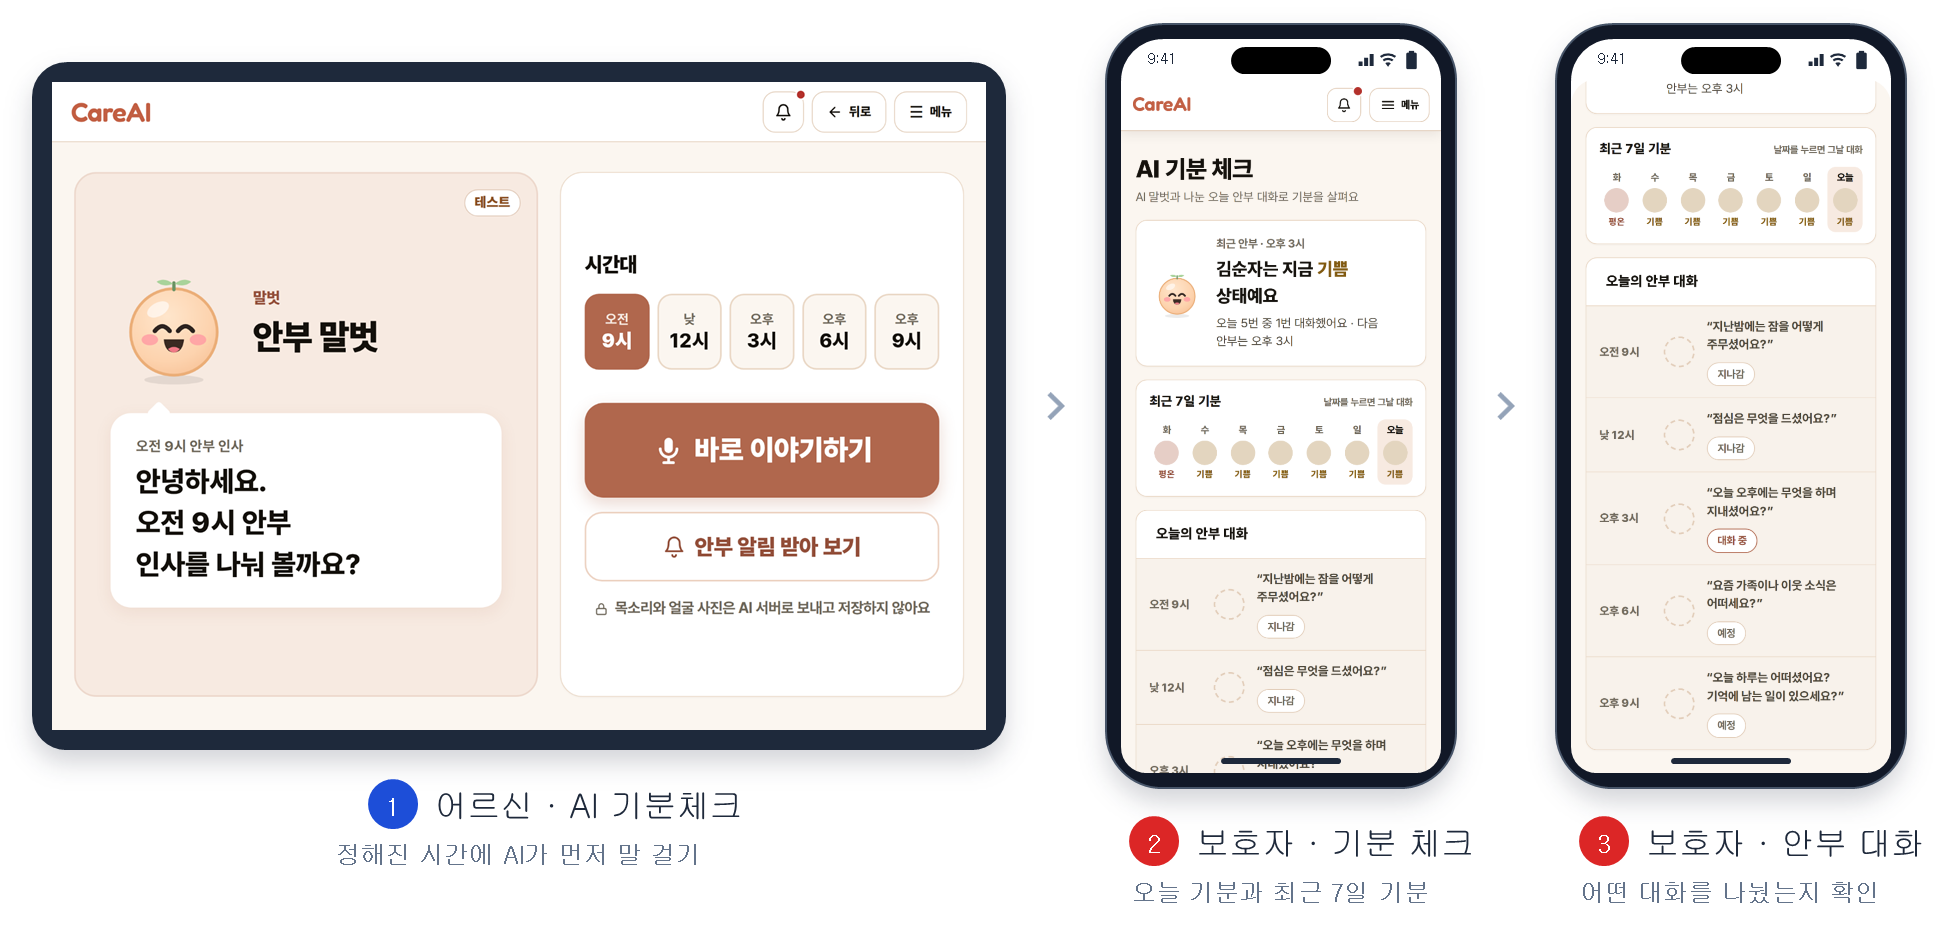 CareAI
뒤로
메뉴
테스트
말벗
안부 말벗
오전 9시 안부 인사
안녕하세요.
오전 9시 안부
인사를 나눠 볼까요?
시간대
오전
9시
낮
12시
오후
3시
오후
6시
오후
9시
바로 이야기하기
안부 알림 받아 보기
목소리와 얼굴 사진은 AI 서버로 보내고 저장하지 않아요
1 어르신 · AI 기분체크
정해진 시간에 AI가 먼저 말 걸기
9:41
CareAI
메뉴
AI 기분 체크
AI 말벗과 나눈 오늘 안부 대화로 기분을 살펴요
최근 안부 · 오후 3시
김순자는 지금 기쁨
상태예요
오늘 5번 중 1번 대화했어요 · 다음
안부는 오후 3시
최근 7일 기분 날짜를 누르면 그날 대화
화 수 목 금 토 일 오늘
평온 기쁨 기쁨 기쁨 기쁨 기쁨 기쁨
오늘의 안부 대화
오전 9시
“지난밤에는 잠을 어떻게
주무셨어요?”
지나감
낮 12시
“점심은 무엇을 드셨어요?”
지나감
오후 3시
“오늘 오후에는 무엇을 하며
지내셨어요?”
2 보호자 · 기분 체크
오늘 기분과 최근 7일 기분
9:41
안부는 오후 3시
최근 7일 기분 날짜를 누르면 그날 대화
화 수 목 금 토 일 오늘
평온 기쁨 기쁨 기쁨 기쁨 기쁨 기쁨
오늘의 안부 대화
오전 9시
“지난밤에는 잠을 어떻게
주무셨어요?”
지나감
낮 12시
“점심은 무엇을 드셨어요?”
지나감
오후 3시
“오늘 오후에는 무엇을 하며
지내셨어요?”
대화 중
오후 6시
“요즘 가족이나 이웃 소식은
어떠세요?”
예정
오후 9시
“오늘 하루는 어떠셨어요?
기억에 남는 일이 있으세요?”
예정
3 보호자 · 안부 대화
어떤 대화를 나눴는지 확인